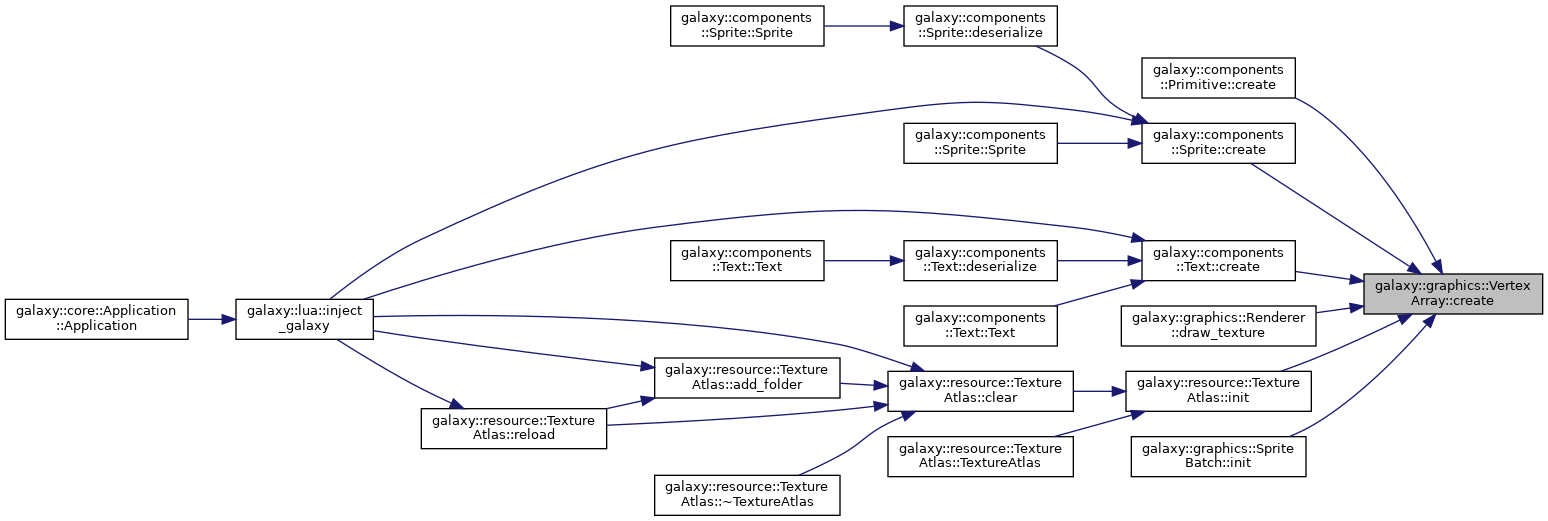 galaxy::components
::Sprite::Sprite
galaxy::components
::Sprite::deserialize
galaxy::components
::Primitive::create
galaxy::components
::Sprite::Sprite
galaxy::components
::Sprite::create
galaxy::components
::Text::Text
galaxy::components
::Text::deserialize
galaxy::components
::Text::create
galaxy::graphics::Vertex
Array::create
galaxy::core::Application
::Application
galaxy::lua::inject
_galaxy
galaxy::components
::Text::Text
galaxy::graphics::Renderer
::draw_texture
galaxy::resource::Texture
Atlas::add_folder
galaxy::resource::Texture
Atlas::clear
galaxy::resource::Texture
Atlas::init
galaxy::resource::Texture
Atlas::reload
galaxy::resource::Texture
Atlas::TextureAtlas
galaxy::graphics::Sprite
Batch::init
galaxy::resource::Texture
Atlas::~TextureAtlas